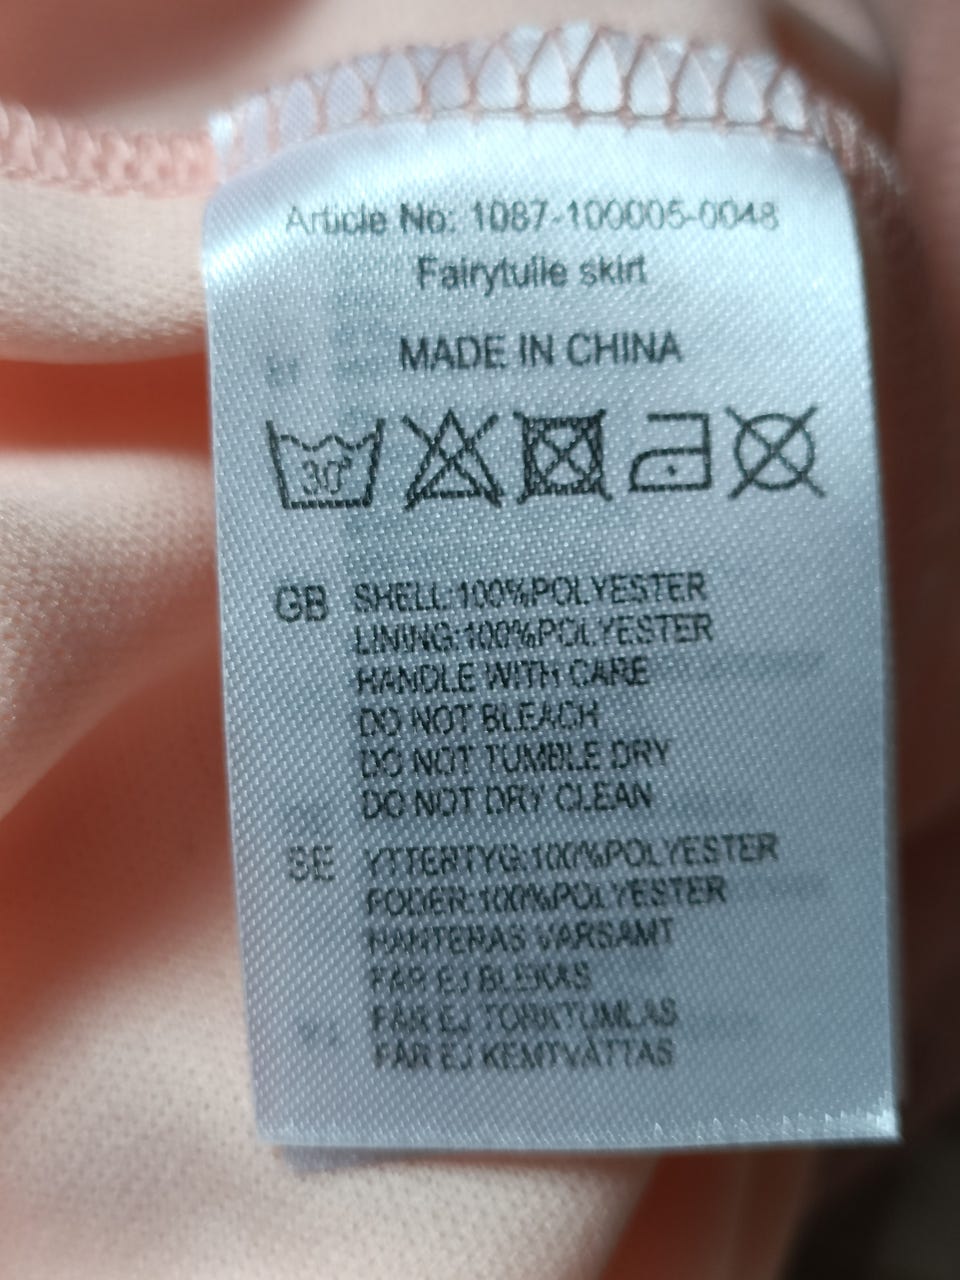 Article No: 1087-100005-0048
Fairytulle skirt
MADE IN CHINA
30°
GB SHELL:100%POLYESTER
LINING:100%POLYESTER
HANDLE WITH CARE
DO NOT BLEACH
DO NOT TUMBLE DRY
DO NOT DRY CLEAN
SE YTTERTYG:100%POLYESTER
FODER:100%POLYESTER
HANTERAS VARSAMT
FÅR EJ BLEKAS
FÅR EJ TORKTUMLAS
FÅR EJ KEMTVÄTTAS